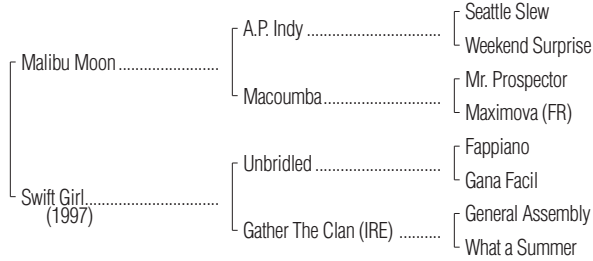 Seattle Slew
A.P. Indy
Weekend Surprise
Malibu Moon
Mr. Prospector
Macoumba
Maximova (FR)
Fappiano
Unbridled
Gana Facil
Swift Girl
(1997)
General Assembly
Gather The Clan (IRE)
What a Summer